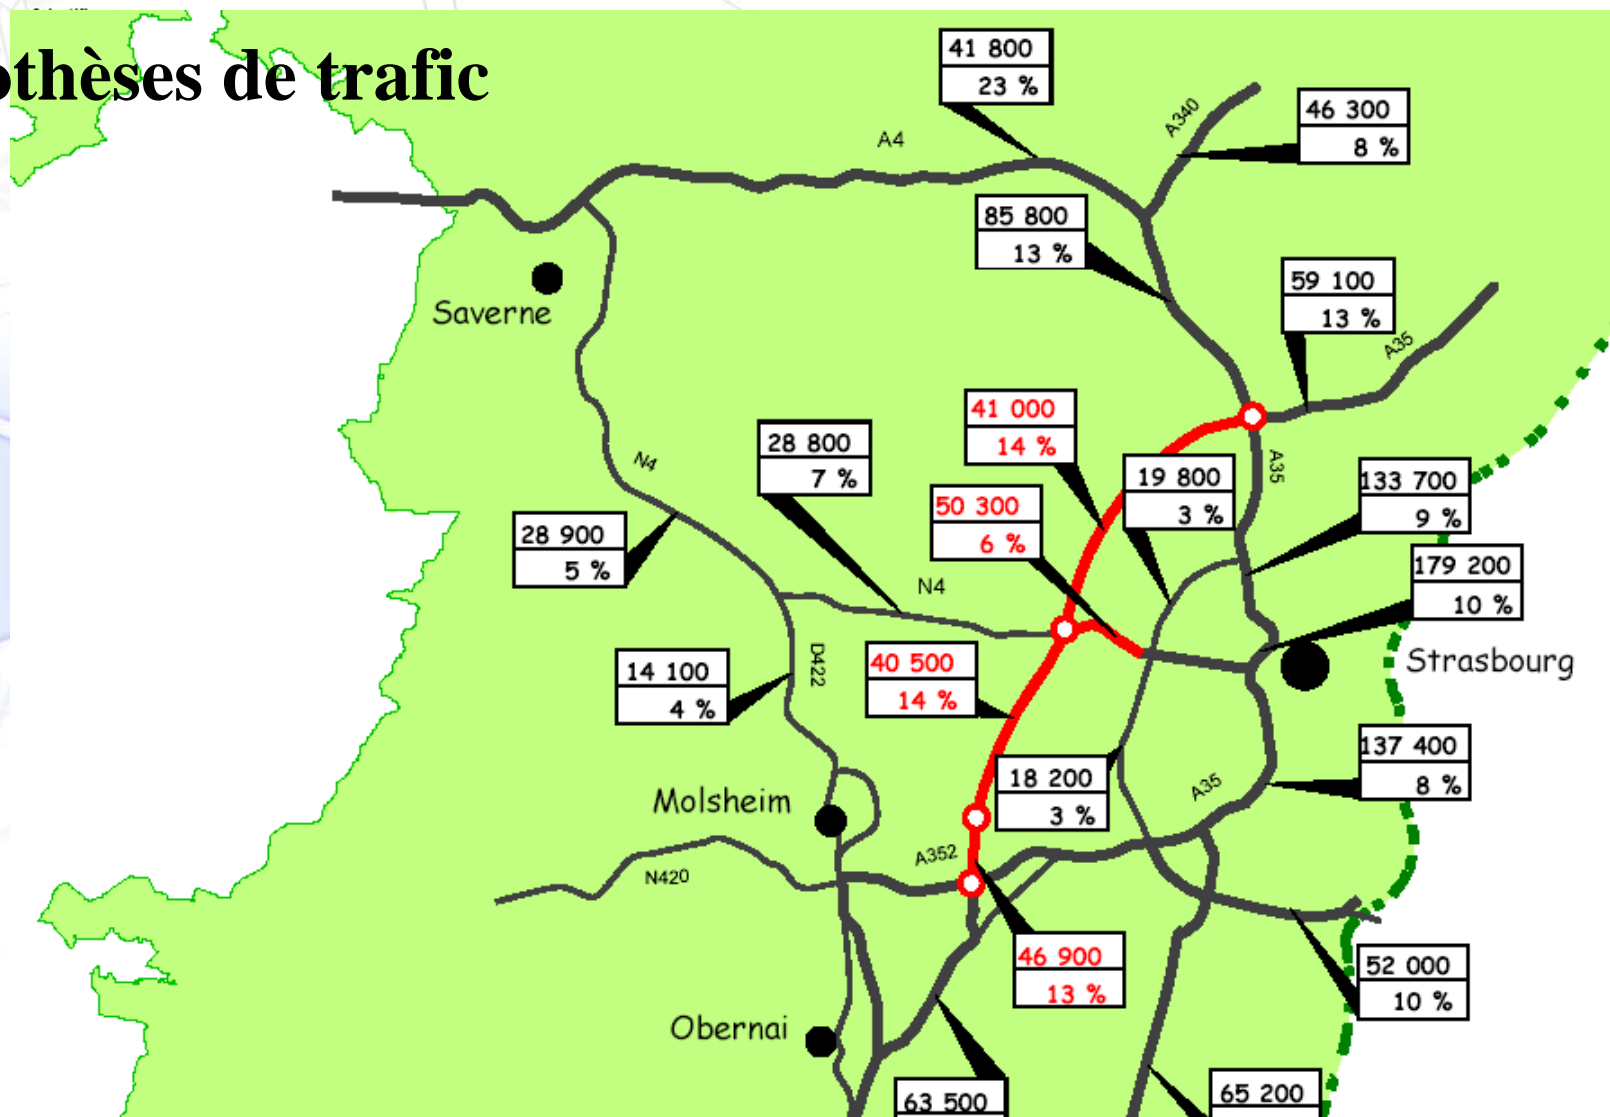 othèses de trafic
41 800
23 %
A340
46 300
8 %
A4
85 800
13 %
59 100
13 %
Saverne
A35
41 000
14 %
28 800
7 %
N4
A35
19 800
3 %
133 700
9 %
50 300
6 %
28 900
5 %
179 200
10 %
N4
40 500
14 %
D422
14 100
4 %
Strasbourg
137 400
8 %
18 200
3 %
A35
Molsheim
A352
N420
46 900
13 %
52 000
10 %
Obernai
63 500
65 200